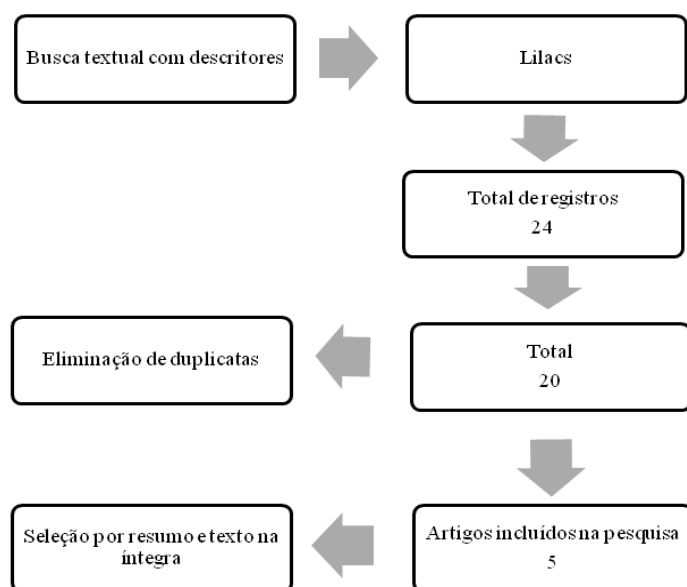 Busca textual com descritores
Lilacs
Total de registros
24
Eliminação de duplicatas
Total
20
Seleção por resumo e texto na
íntegra
Artigos incluídos na pesquisa
5